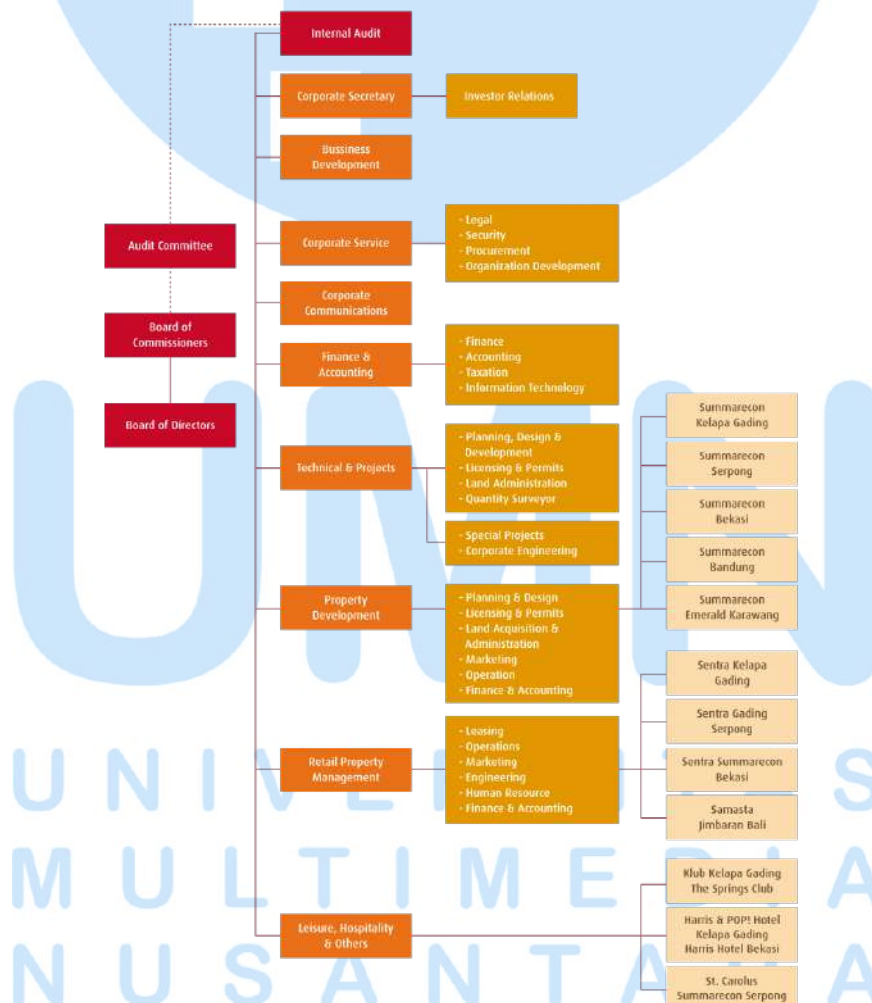 Internal Audit
Corporate Secretary
Investor Relations
Bussiness
Development
Audit Committee
Corporate Service
- Legal
- Security
- Procurement
- Organization Development
Corporate
Communications
Board of
Commissioners
Finance &
Accounting
- Finance
- Accounting
- Taxation
- Information Technology
Board of Directors
Technical & Projects
- Planning, Design &
Development
- Licensing & Permits
- Land Administration
- Quantity Surveyor
- Special Projects
- Corporate Engineering
Summarecon
Kelapa Gading
Summarecon
Serpong
Summarecon
Bekasi
Summarecon
Bandung
Summarecon
Emerald Karawang
Property
Development
- Planning & Design
- Licensing & Permits
- Land Acquisition &
Administration
- Marketing
- Operation
- Finance & Accounting
Sentra Kelapa
Gading
Sentra Gading
Serpong
Sentra Summarecon
Bekasi
Samasta
Jimbaran Bali
Retail Property
Management
- Leasing
- Operations
- Marketing
- Engineering
- Human Resource
- Finance & Accounting
Leisure, Hospitality
& Others
Klub Kelapa Gading
The Springs Club
Harris & POP! Hotel
Kelapa Gading
Harris Hotel Bekasi
St. Carolus
Summarecon Serpong
UMN
UNIVERSITAS
MULTIMEDIA
NUSANTARA